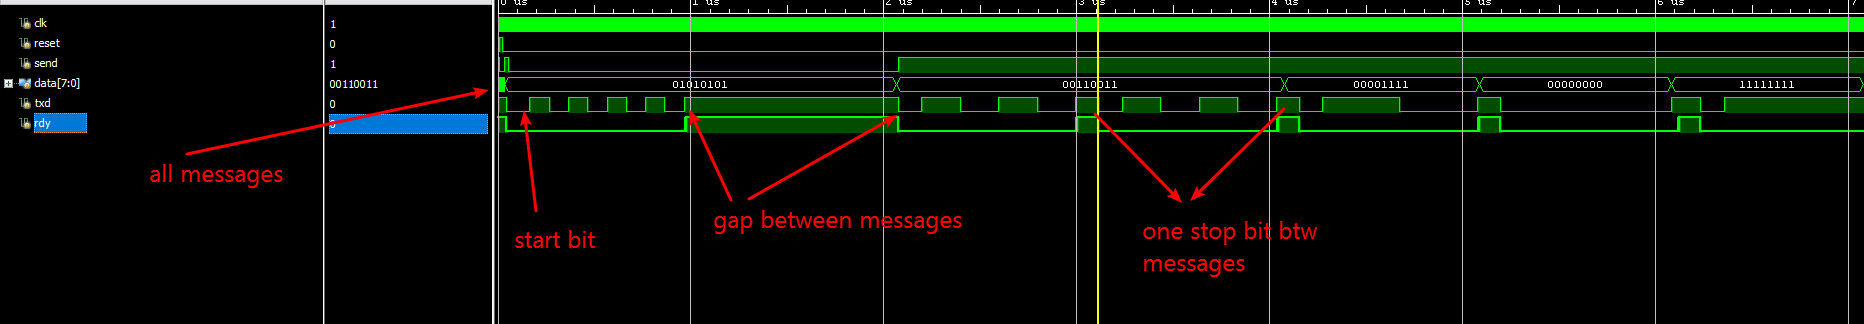 0 us 1 us 2 us 3 us 4 us 5 us 6 us 7
clk 1
reset 0
send 1
data[7:0] 00110011 01010101 00110011 00001111 00000000 11111111
txd 0
rdy
all messages
start bit
gap between messages
one stop bit btw
messages